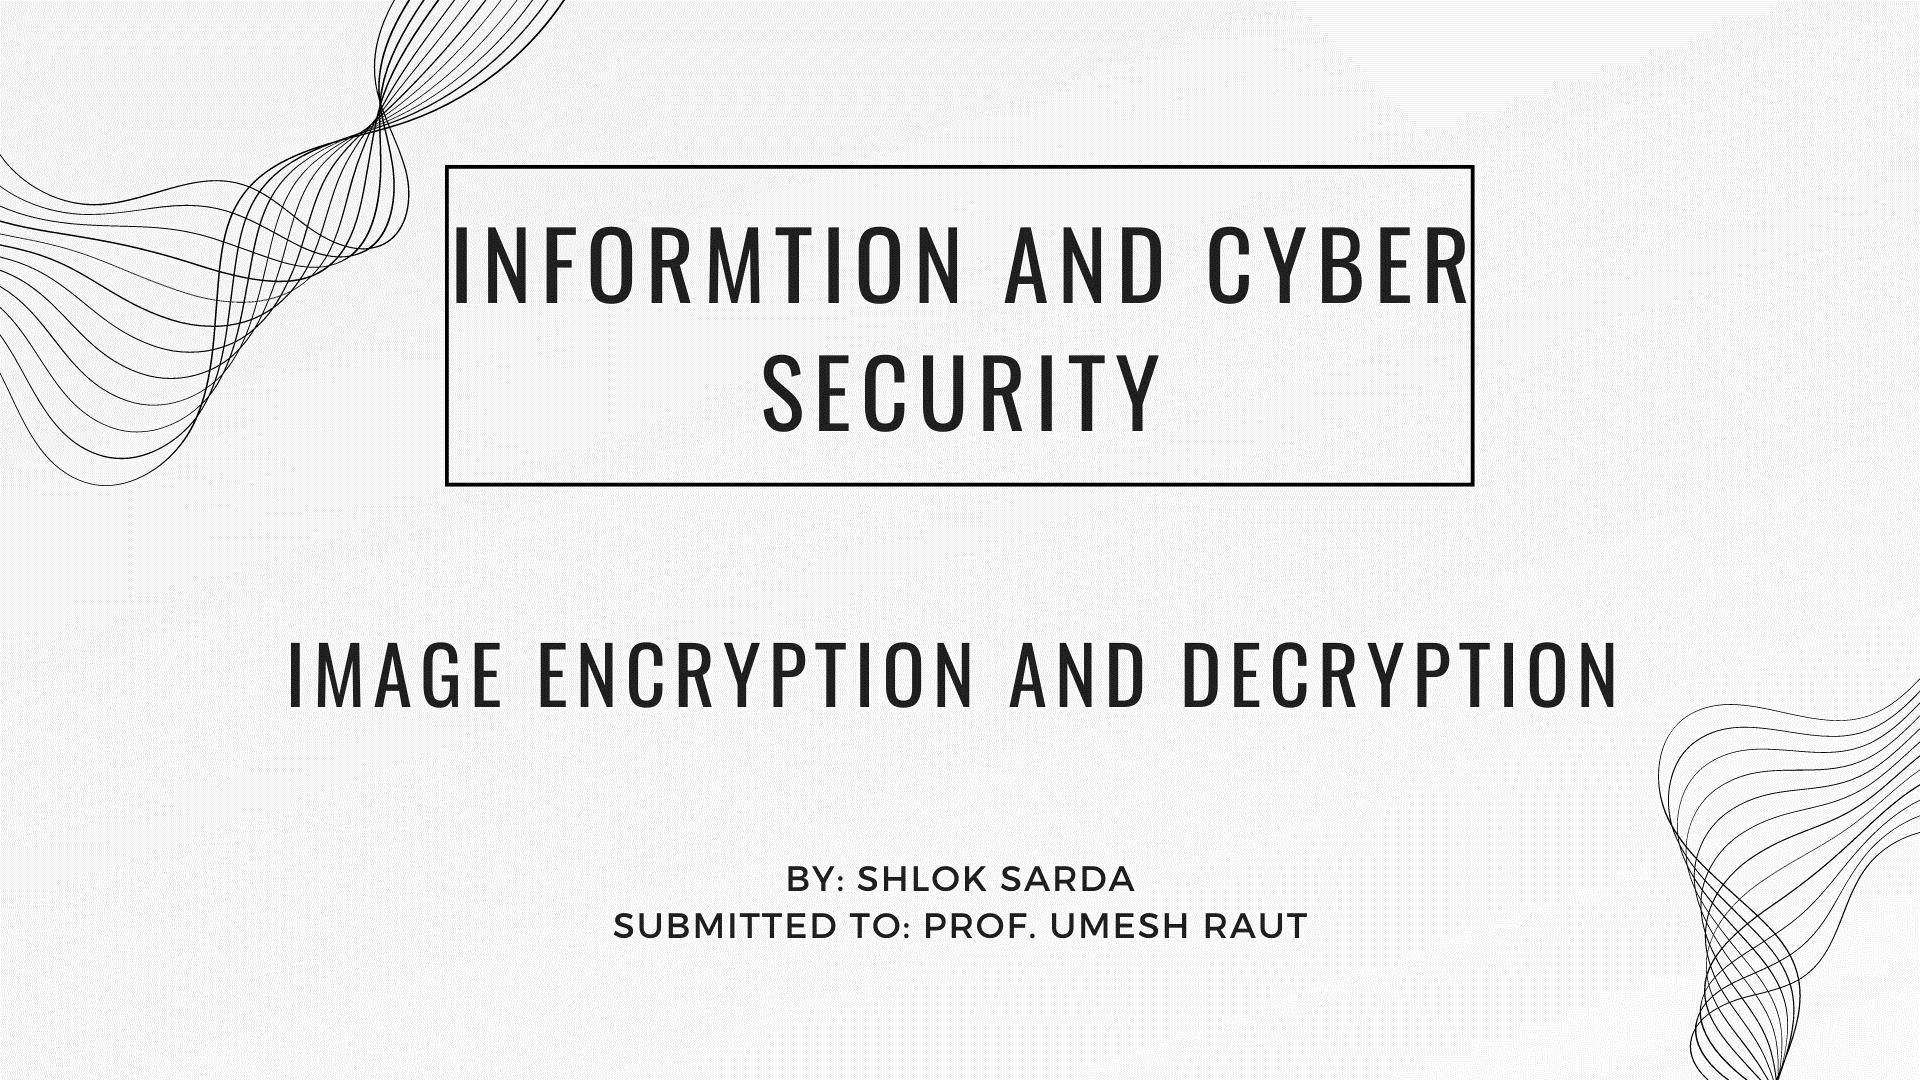 INFORMTION AND CYBER
SECURITY
IMAGE ENCRYPTION AND DECRYPTION
BY: SHLOK SARDA
SUBMITTED TO: PROF. UMESH RAUT